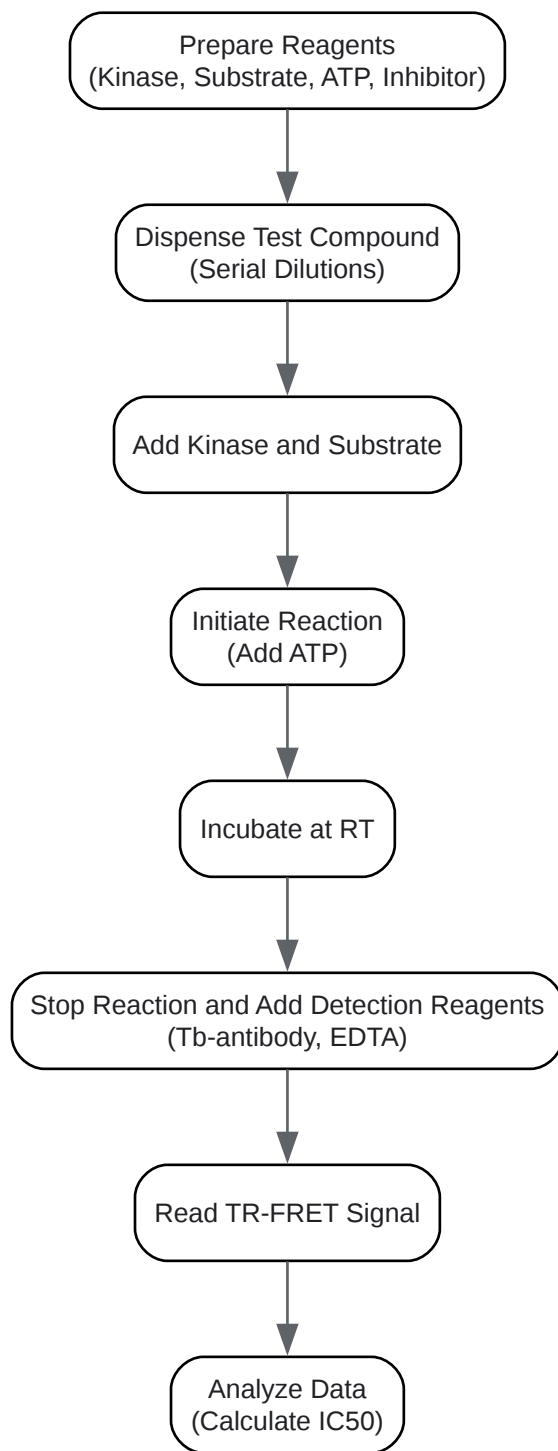 Prepare Reagents
(Kinase, Substrate, ATP, Inhibitor)
Dispense Test Compound
(Serial Dilutions)
Add Kinase and Substrate
Initiate Reaction
(Add ATP)
Incubate at RT
Stop Reaction and Add Detection Reagents
(Tb-antibody, EDTA)
Read TR-FRET Signal
Analyze Data
(Calculate IC50)